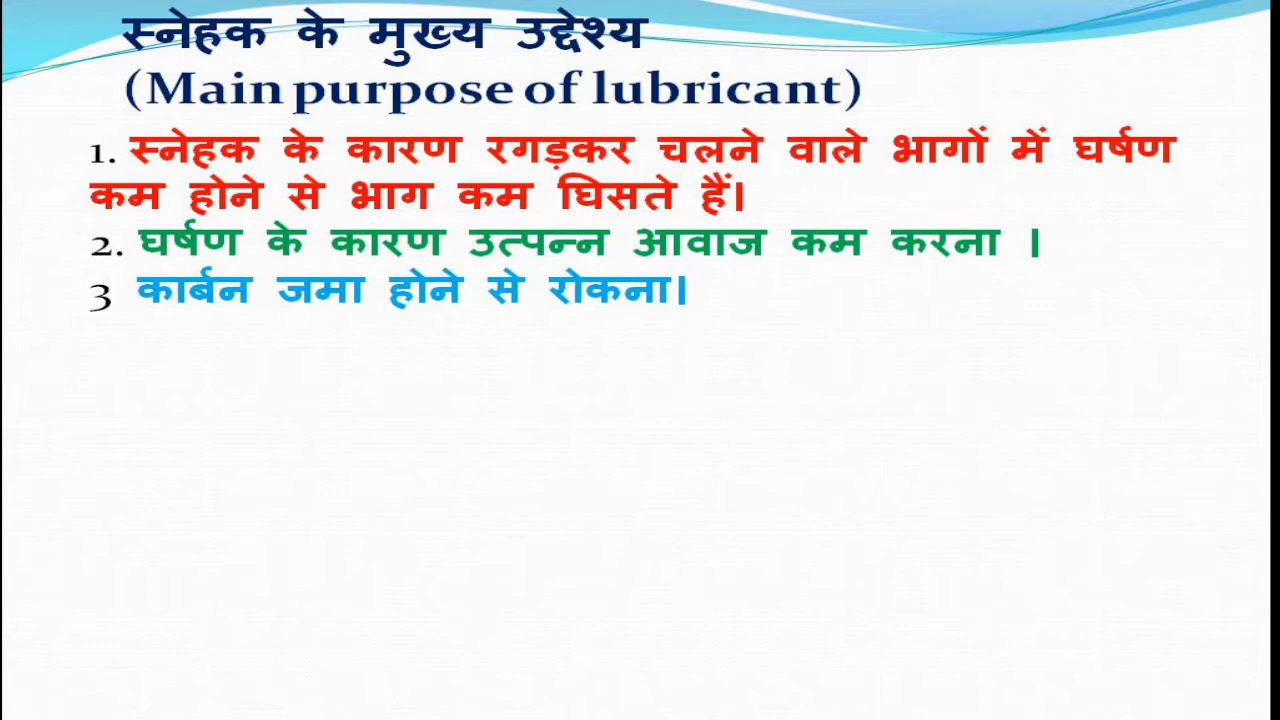 स्नेहक के मुख्य उद्देश्य
(Main purpose of lubricant)
1. स्नेहक के कारण रगड़कर चलने वाले भागों में घर्षण
कम होने से भाग कम घिसते हैं।
2. घर्षण के कारण उत्पन्न आवाज कम करना ।
3 कार्बन जमा होने से रोकना।